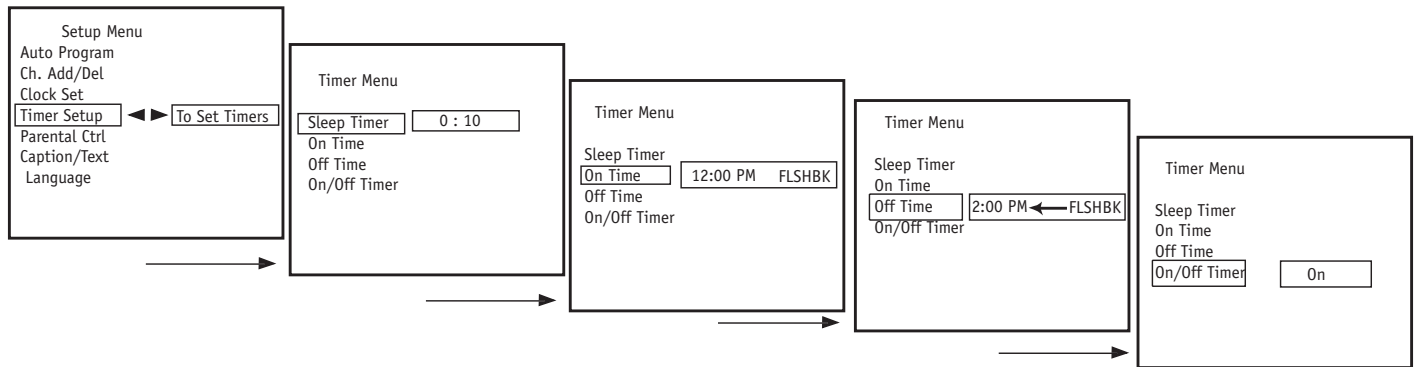 Setup Menu
Auto Program
Ch. Add/Del
Clock Set
Timer Setup To Set Timers
Parental Ctrl
Caption/Text
Language
Timer Menu
Sleep Timer 0 : 10
On Time
Off Time
On/Off Timer
Timer Menu
Sleep Timer
On Time 12:00 PM FLSHBK
Off Time
On/Off Timer
Timer Menu
Sleep Timer
On Time
Off Time 2:00 PM FLSHBK
On/Off Timer
Timer Menu
Sleep Timer
On Time
Off Time
On/Off Timer On